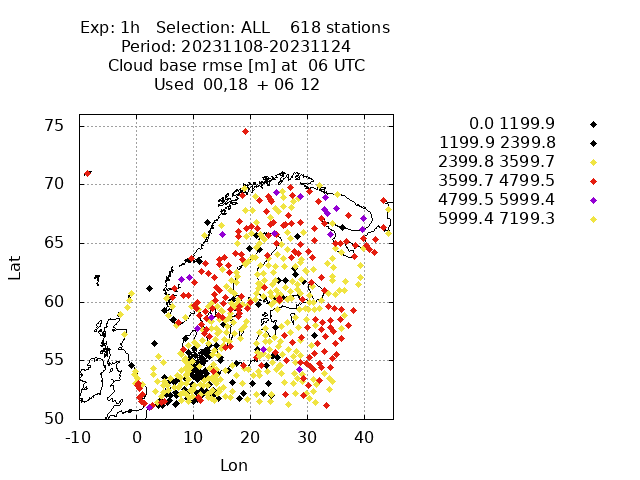 Exp: 1h   Selection: ALL    618 stations
Period: 20231108-20231124
Cloud base rmse [m] at  06 UTC
Used  00,18  + 06 12
0.0 1199.9
1199.9 2399.8
2399.8 3599.7
3599.7 4799.5
4799.5 5999.4
5999.4 7199.3
75
70
65
60
55
50
Lat
-10 0 10 20 30 40
Lon